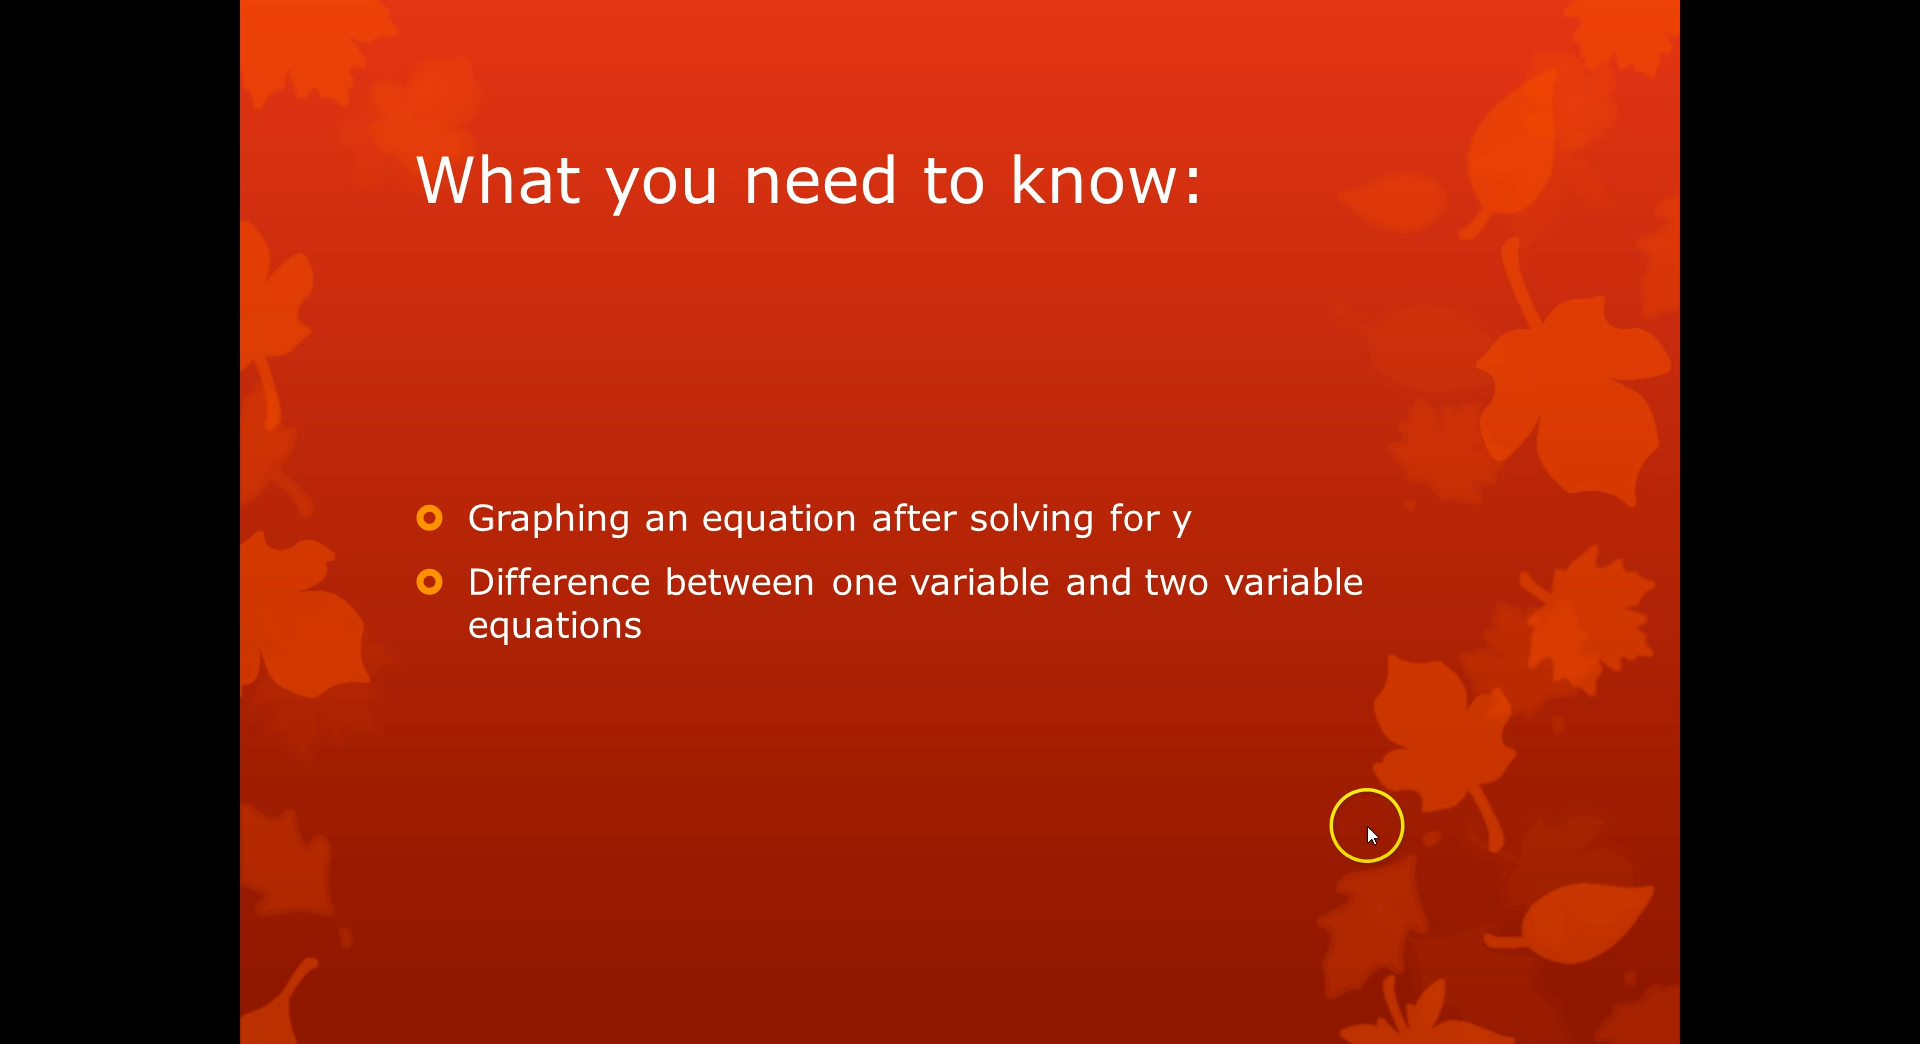 What you need to know:
Graphing an equation after solving for y
Difference between one variable and two variable
equations